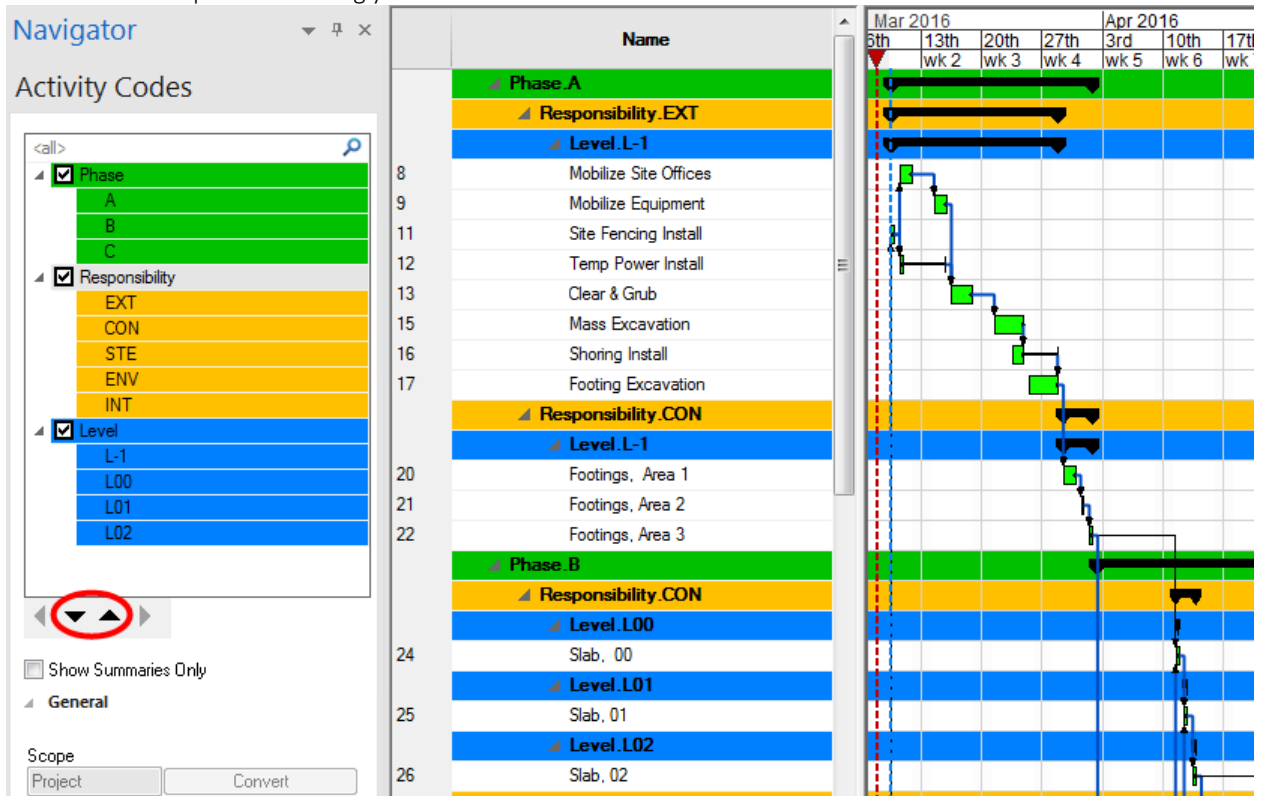 Navigator
Activity Codes
<all>
Phase
A
B
C
Responsibility
EXT
CON
STE
ENV
INT
Level
L-1
L00
L01
L02
Show Summaries Only
General
Scope
Project Convert
Name
Phase.A
Responsibility.EXT
Level.L-1
8 Mobilize Site Offices
9 Mobilize Equipment
11 Site Fencing Install
12 Temp Power Install
13 Clear & Grub
15 Mass Excavation
16 Shoring Install
17 Footing Excavation
Responsibility.CON
Level.L-1
20 Footings, Area 1
21 Footings, Area 2
22 Footings, Area 3
Phase.B
Responsibility.CON
Level.L00
24 Slab, 00
Level.L01
25 Slab, 01
Level.L02
26 Slab, 02
Mar 2016 Apr 2016
6th 13th 20th 27th 3rd 10th 17t
wk 2 wk 3 wk 4 wk 5 wk 6 wk